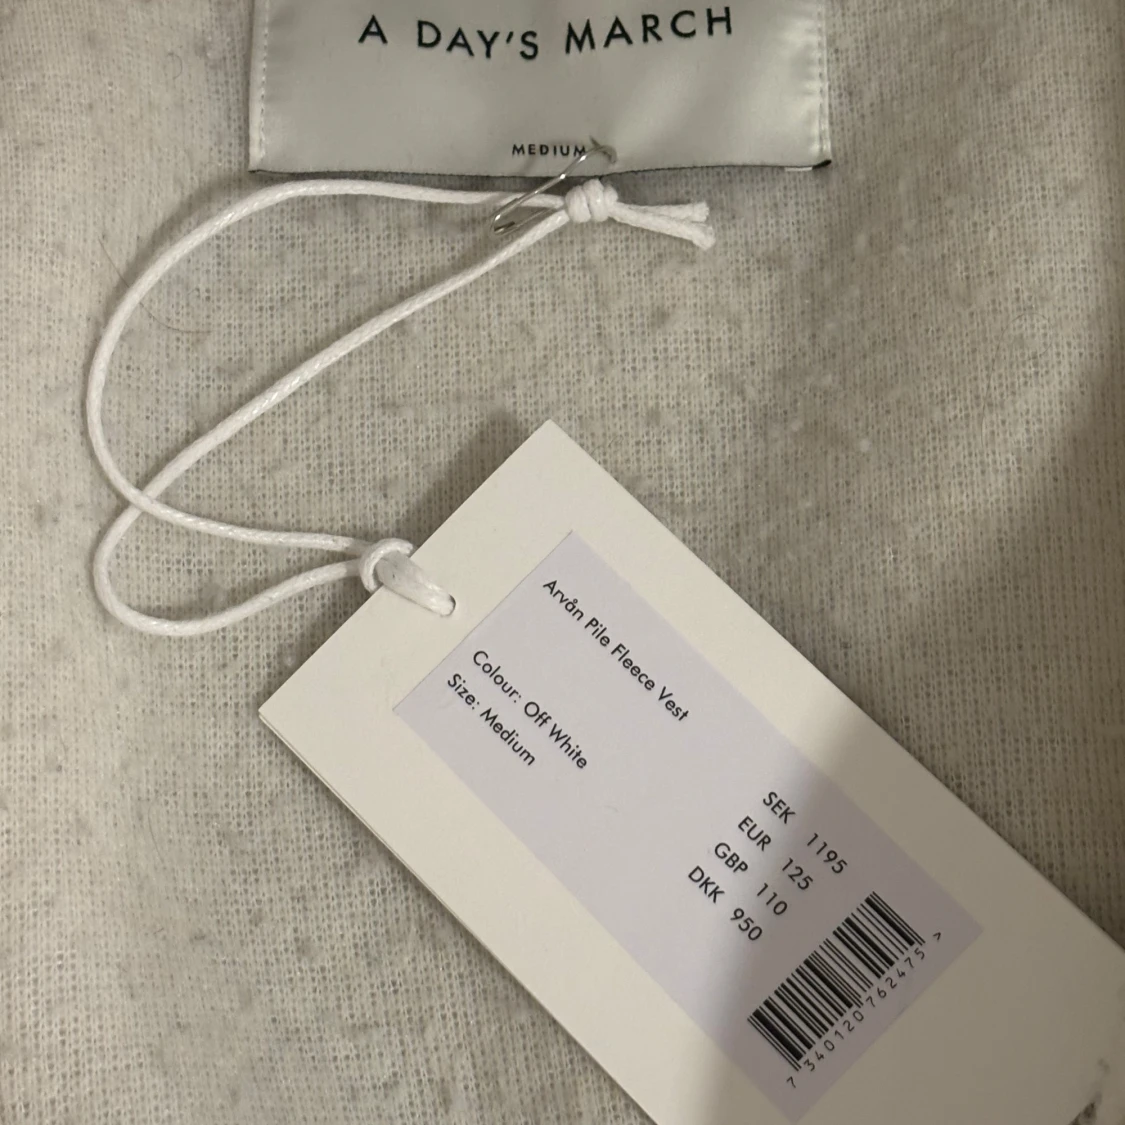 A DAY'S MARCH
MEDIUM
Arvån Pile Fleece Vest
Colour: Off White
Size: Medium
SEK 1195
EUR 125
GBP 110
DKK 950
7 340120 762475 >